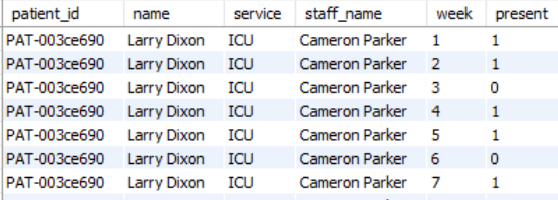 patient_id name service staff_name week present
PAT-003ce690 Larry Dixon ICU Cameron Parker 1 1
PAT-003ce690 Larry Dixon ICU Cameron Parker 2 1
PAT-003ce690 Larry Dixon ICU Cameron Parker 3 0
PAT-003ce690 Larry Dixon ICU Cameron Parker 4 1
PAT-003ce690 Larry Dixon ICU Cameron Parker 5 1
PAT-003ce690 Larry Dixon ICU Cameron Parker 6 0
PAT-003ce690 Larry Dixon ICU Cameron Parker 7 1